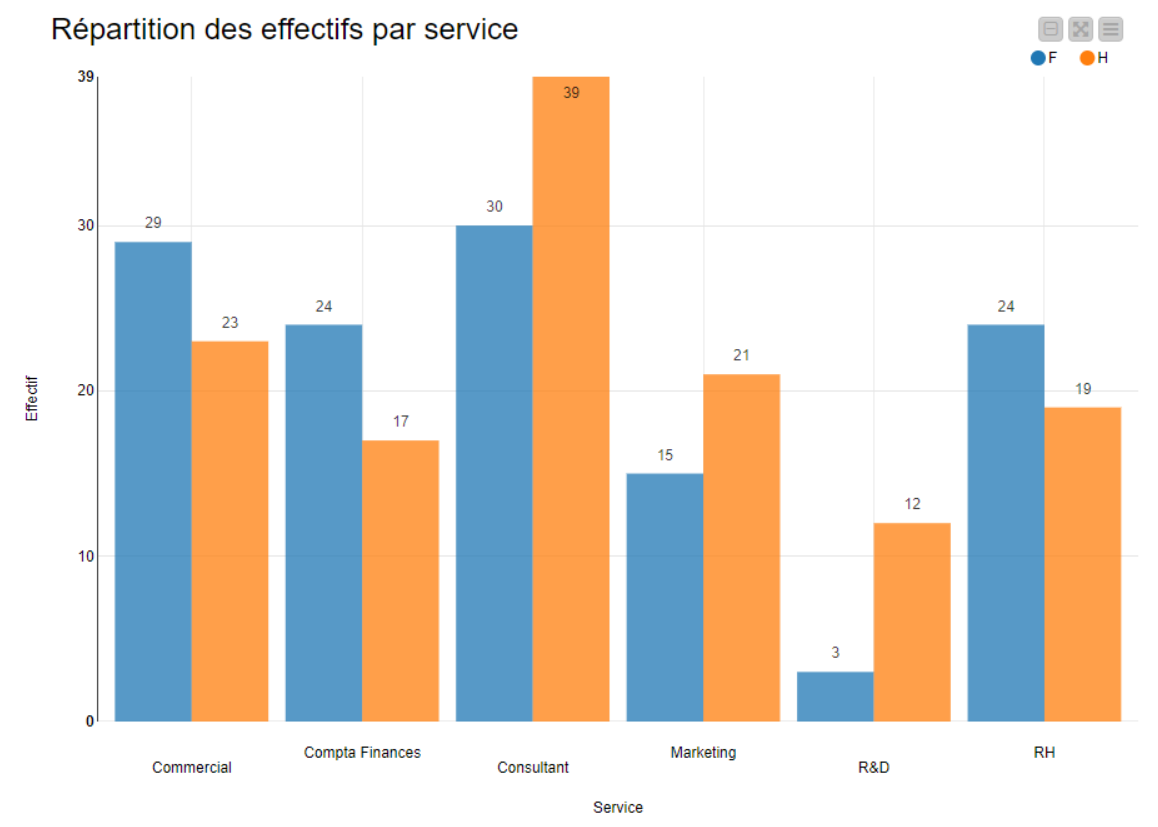 Répartition des effectifs par service
F H
39
30
20
10
0
Effectif
29 23 24 17 30 39 15 21 3 12 24 19
Commercial Compta Finances Consultant Marketing R&D RH
Service